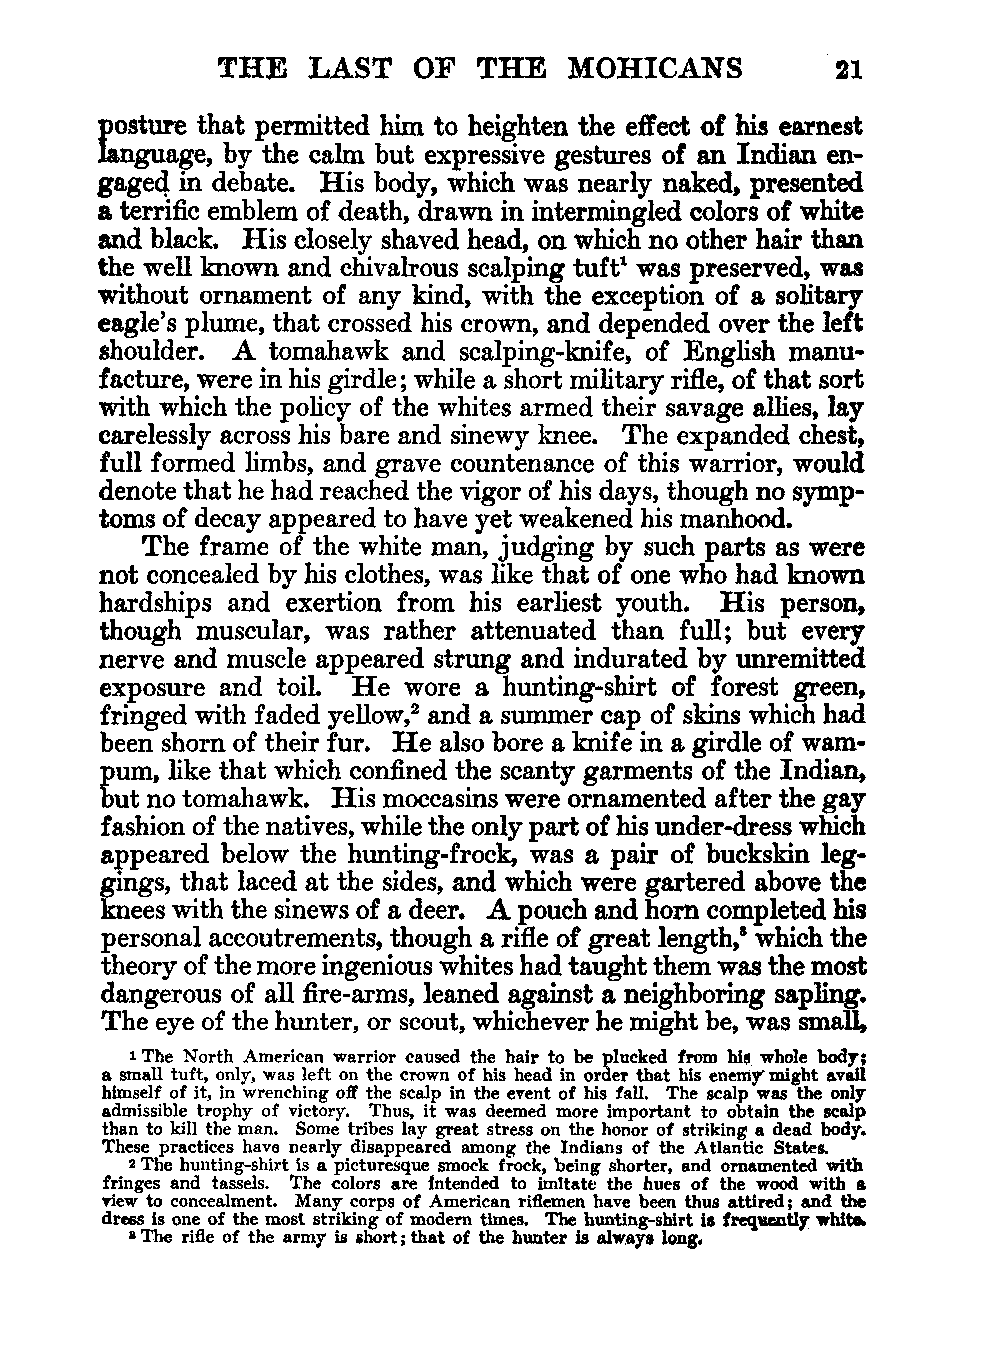 THE LAST OF THE MOHICANS 21
posture that permitted him to heighten the effect of his earnest
language, by the calm but expressive gestures of an Indian en-
gaged in debate. His body, which was nearly naked, presented
a terrific emblem of death, drawn in intermingled colors of white
and black. His closely shaved head, on which no other hair than
the well known and chivalrous scalping tuft¹ was preserved, was
without ornament of any kind, with the exception of a solitary
eagle's plume, that crossed his crown, and depended over the left
shoulder. A tomahawk and scalping-knife, of English manu-
facture, were in his girdle; while a short military rifle, of that sort
with which the policy of the whites armed their savage allies, lay
carelessly across his bare and sinewy knee. The expanded chest,
full formed limbs, and grave countenance of this warrior, would
denote that he had reached the vigor of his days, though no symp-
toms of decay appeared to have yet weakened his manhood.
The frame of the white man, judging by such parts as were
not concealed by his clothes, was like that of one who had known
hardships and exertion from his earliest youth. His person,
though muscular, was rather attenuated than full; but every
nerve and muscle appeared strung and indurated by unremitted
exposure and toil. He wore a hunting-shirt of forest green,
fringed with faded yellow,² and a summer cap of skins which had
been shorn of their fur. He also bore a knife in a girdle of wam-
pum, like that which confined the scanty garments of the Indian,
but no tomahawk. His moccasins were ornamented after the gay
fashion of the natives, while the only part of his under-dress which
appeared below the hunting-frock, was a pair of buckskin leg-
gings, that laced at the sides, and which were gartered above the
knees with the sinews of a deer. A pouch and horn completed his
personal accoutrements, though a rifle of great length,³ which the
theory of the more ingenious whites had taught them was the most
dangerous of all fire-arms, leaned against a neighboring sapling.
The eye of the hunter, or scout, whichever he might be, was small,
¹ The North American warrior caused the hair to be plucked from his whole body;
a small tuft, only, was left on the crown of his head in order that his enemy might avail
himself of it, in wrenching off the scalp in the event of his fall. The scalp was the only
admissible trophy of victory. Thus, it was deemed more important to obtain the scalp
than to kill the man. Some tribes lay great stress on the honor of striking a dead body.
These practices have nearly disappeared among the Indians of the Atlantic States.
² The hunting-shirt is a picturesque smock frock, being shorter, and ornamented with
fringes and tassels. The colors are intended to imitate the hues of the wood with a
view to concealment. Many corps of American riflemen have been thus attired; and the
dress is one of the most striking of modern times. The hunting-shirt is frequently white.
³ The rifle of the army is short; that of the hunter is always long.